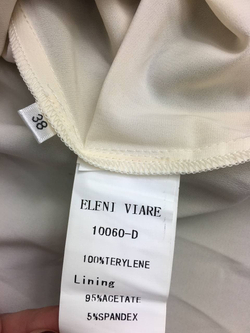 38
ELENI VIARE
10060-D
100%TERYLENE
Lining
95%ACETATE
5%SPANDEX